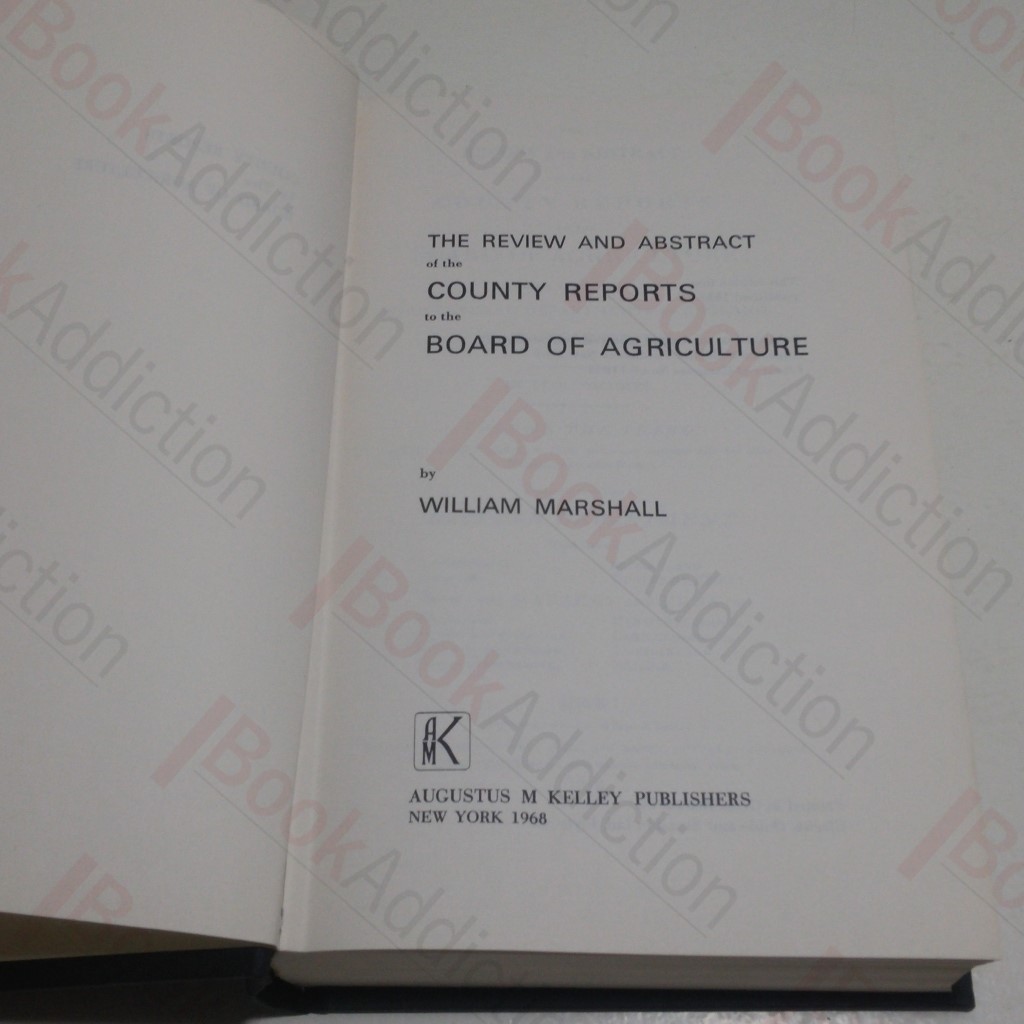 THE REVIEW AND ABSTRACT
of the
COUNTY REPORTS
to the
BOARD OF AGRICULTURE
by
WILLIAM MARSHALL
AMK
AUGUSTUS M KELLEY PUBLISHERS
NEW YORK 1968
BookAddiction